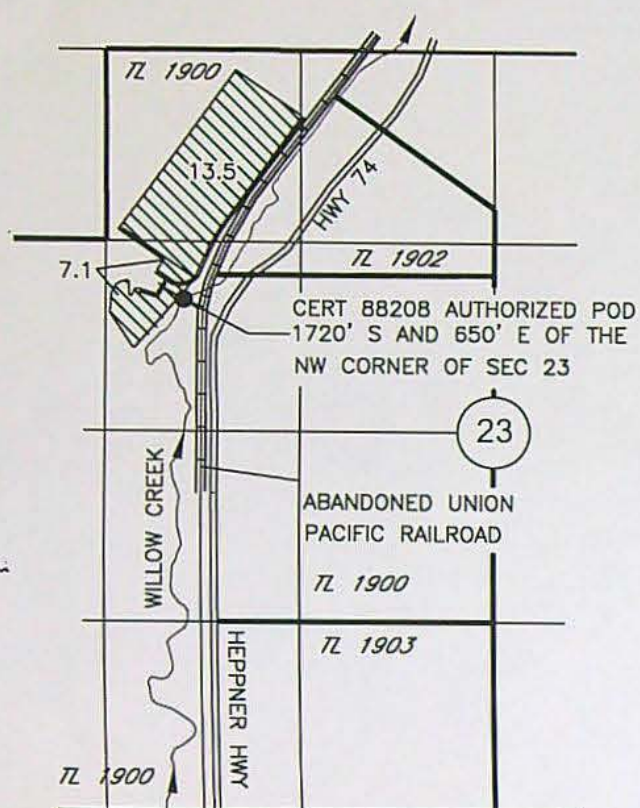 TL 1900
13.5
HWY 74
TL 1902
7.1
CERT 88208 AUTHORIZED POD
1720' S AND 650' E OF THE
NW CORNER OF SEC 23
23
WILLOW CREEK
ABANDONED UNION
PACIFIC RAILROAD
TL 1900
TL 1903
HEPPNER HWY
TL 1900